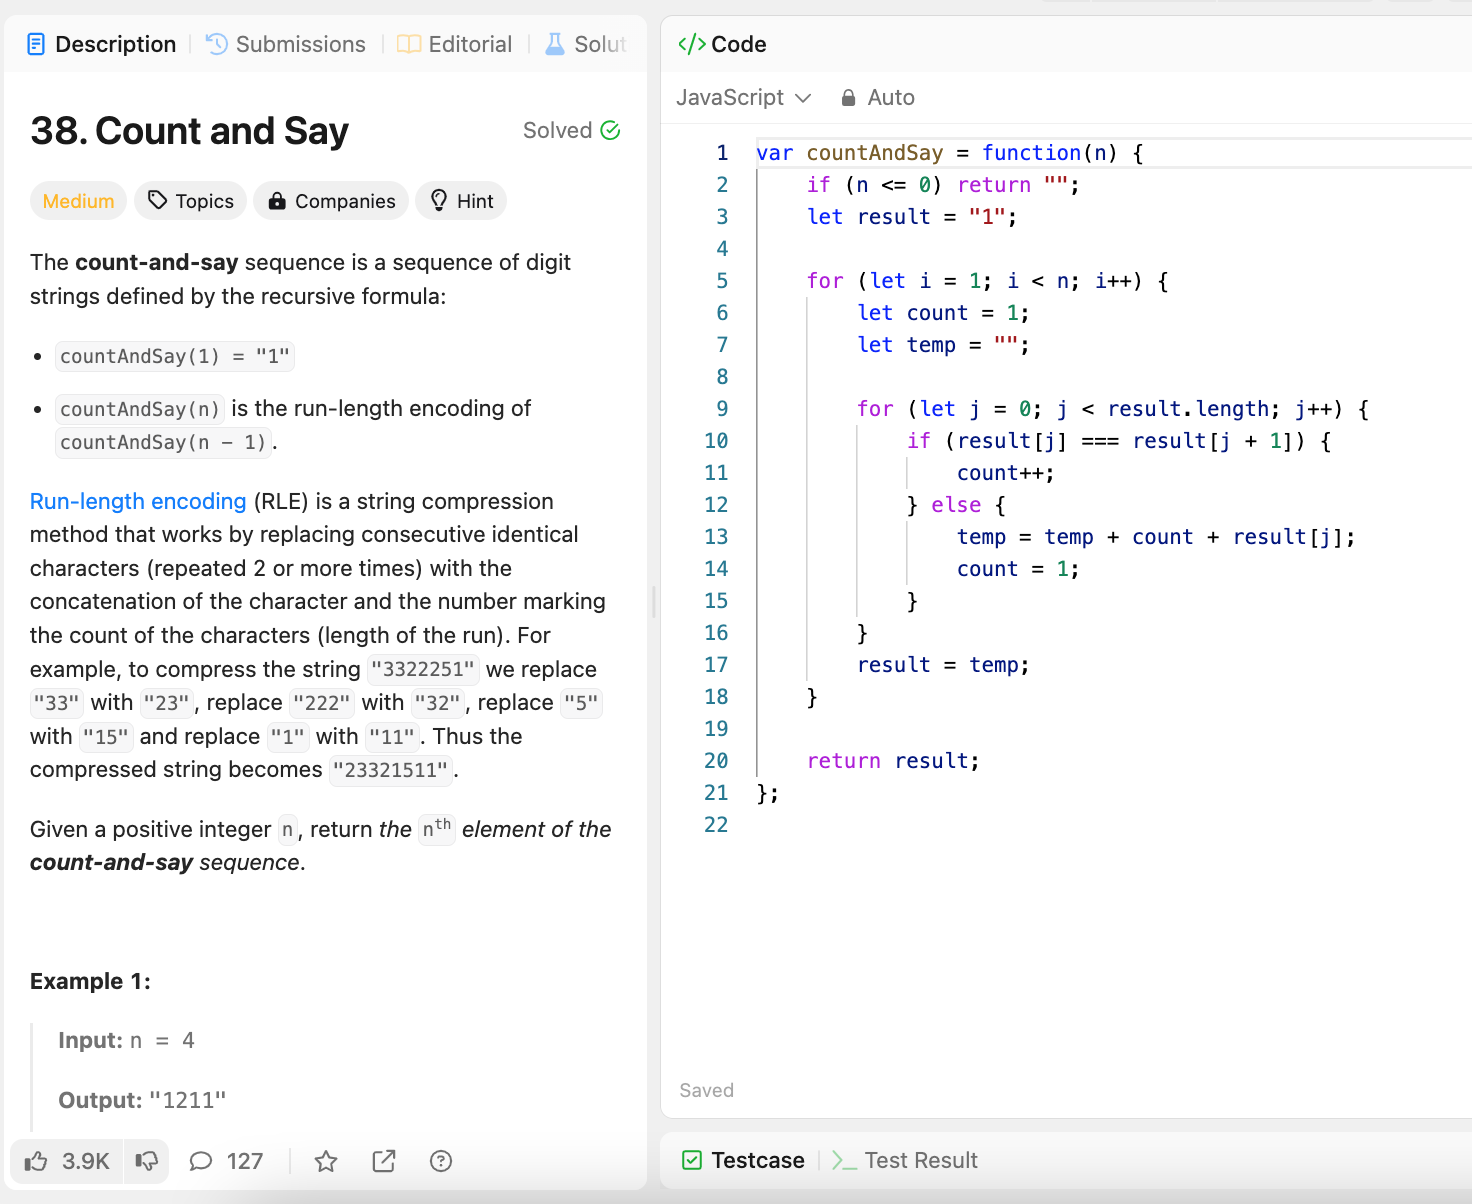 Description
Submissions
Editorial
Solut
38. Count and Say
Solved
Medium
Topics
Companies
Hint
The count-and-say sequence is a sequence of digit
strings defined by the recursive formula:
• countAndSay(1) = "1"
• countAndSay(n) is the run-length encoding of
countAndSay(n - 1).
Run-length encoding (RLE) is a string compression
method that works by replacing consecutive identical
characters (repeated 2 or more times) with the
concatenation of the character and the number marking
the count of the characters (length of the run). For
example, to compress the string "3322251" we replace
"33" with "23", replace "222" with "32", replace "5"
with "15" and replace "1" with "11". Thus the
compressed string becomes "23321511".
Given a positive integer n, return the nth element of the
count-and-say sequence.
Example 1:
Input: n = 4
Output: "1211"
3.9K
127
</> Code
JavaScript
Auto
1 var countAndSay = function(n) {
2     if (n <= 0) return "";
3     let result = "1";
4
5     for (let i = 1; i < n; i++) {
6         let count = 1;
7         let temp = "";
8
9         for (let j = 0; j < result.length; j++) {
10             if (result[j] === result[j + 1]) {
11                 count++;
12             } else {
13                 temp = temp + count + result[j];
14                 count = 1;
15             }
16         }
17         result = temp;
18     }
19
20     return result;
21 };
22
Saved
Testcase
Test Result